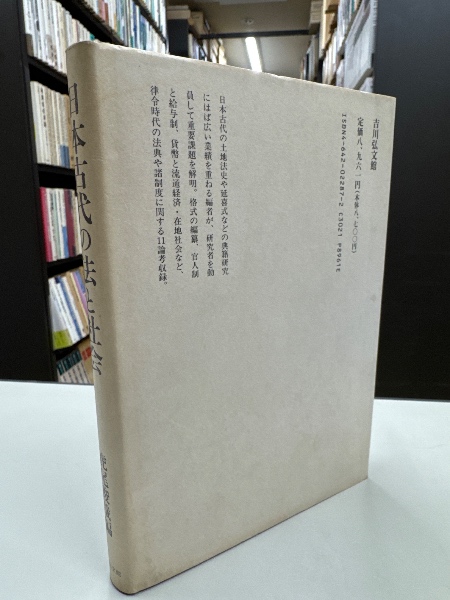 日本古代の法と社会
吉川弘文館
定価八、九六一円(本体八、七〇〇円)
ISBN4-642-02287-2 C3021 P8961E
日本古代の土地法史や延喜式などの典籍研究
にはば広い業績を重ねる編者が、研究者を動
員して重要課題を解明。格式の編纂、官人制
と給与制、貨幣と流通経済・在地社会など、
律令時代の法典や諸制度に関する11論考収録。